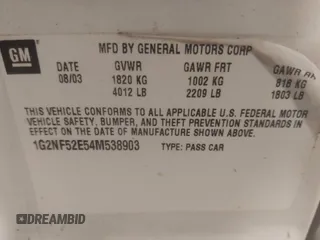 GM
MFD BY GENERAL MOTORS CORP
DATE GVWR GAWR FRT GAWR RR
08/03 1820 KG 1002 KG 818 KG
4012 LB 2209 LB 1803 LB
THIS VEHICLE CONFORMS TO ALL APPLICABLE U.S. FEDERAL MOTOR
VEHICLE SAFETY, BUMPER, AND THEFT PREVENTION STANDARDS
IN EFFECT ON THE DATE OF MANUFACTURE SHOWN ABOVE.
1G2NF52E54M538903 TYPE: PASS CAR
©IDREAMBID